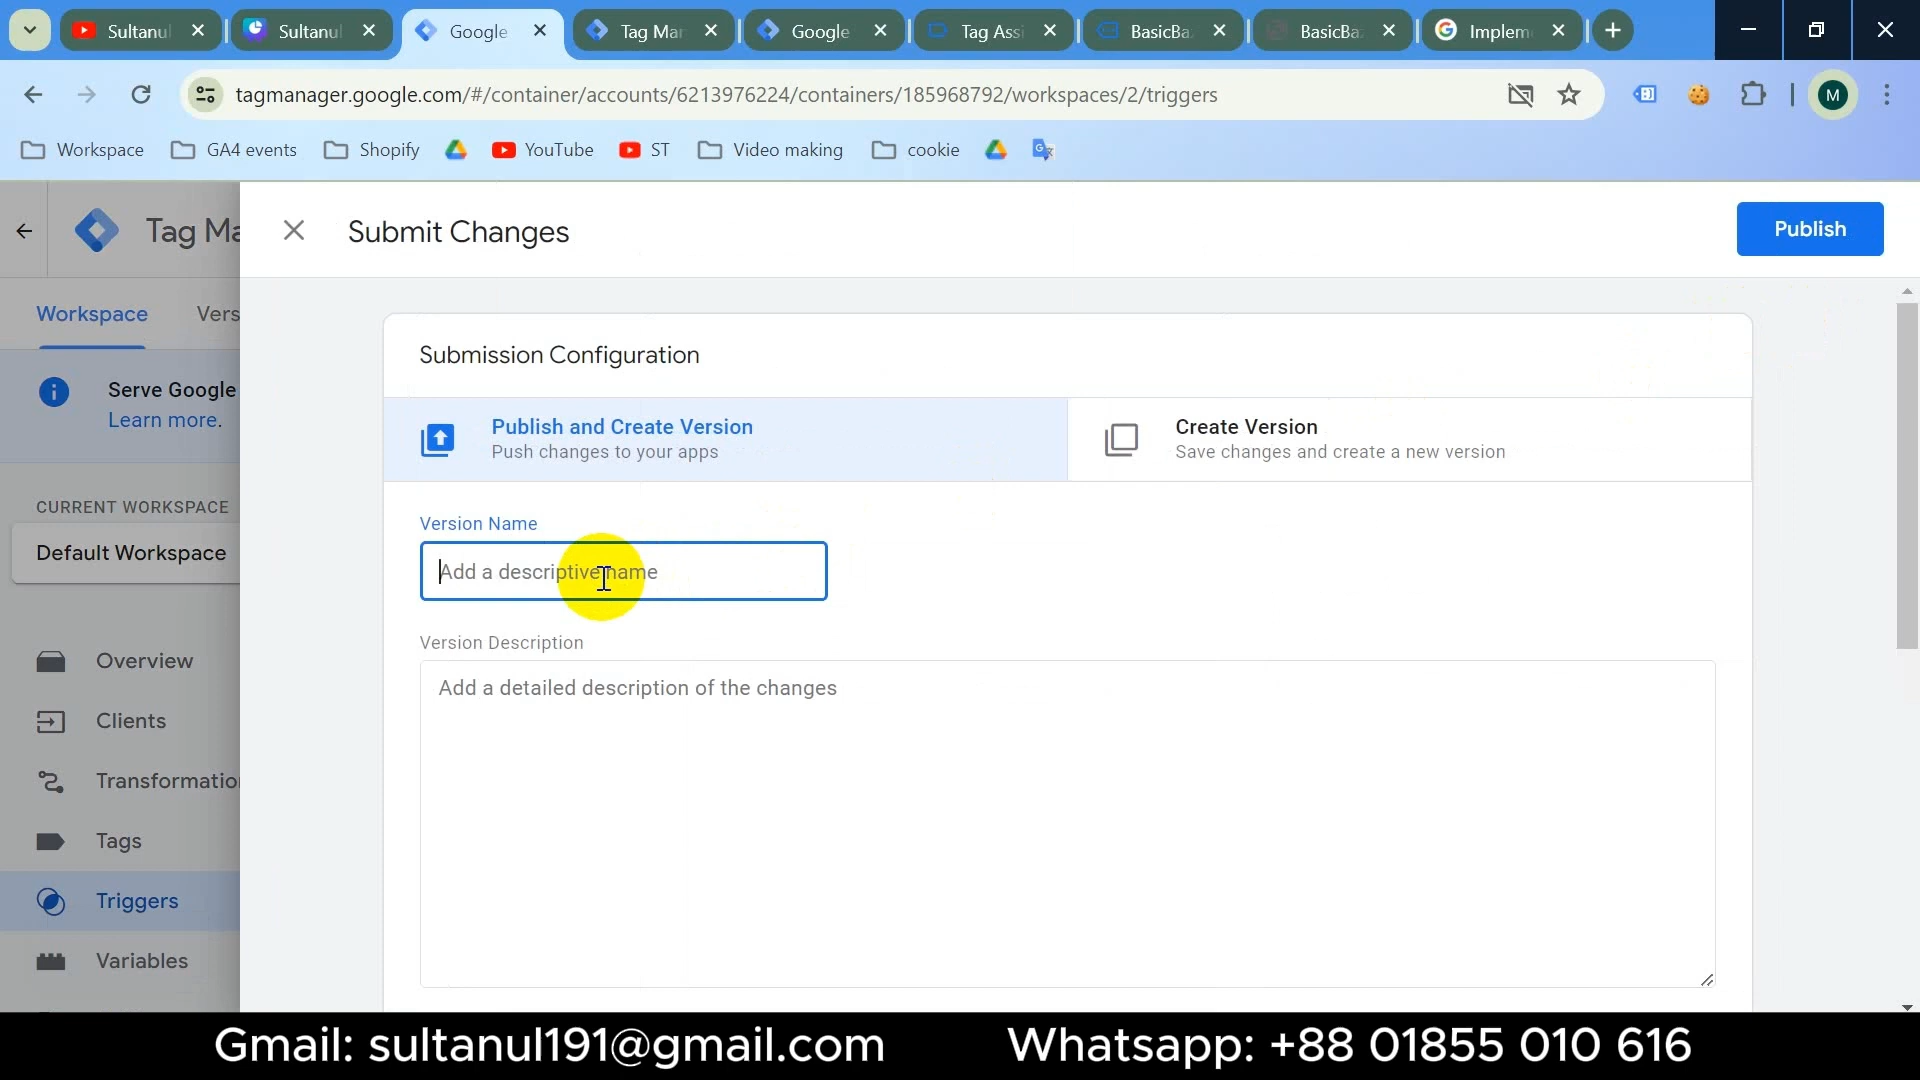 Sultanul
Sultanul
Google
Tag Mar
Google
Tag Assi
BasicBa
BasicBa
Implem
tagmanager.google.com/#/container/accounts/6213976224/containers/185968792/workspaces/2/triggers
M
Workspace
GA4 events
Shopify
YouTube
ST
Video making
cookie
Tag Ma
Submit Changes
Publish
Workspace
Vers
Serve Google
Learn more.
CURRENT WORKSPACE
Default Workspace
Overview
Clients
Transformation
Tags
Triggers
Variables
Submission Configuration
Publish and Create Version
Push changes to your apps
Create Version
Save changes and create a new version
Version Name
Add a descriptive name
Version Description
Add a detailed description of the changes
Gmail: sultanul191@gmail.com
Whatsapp: +88 01855 010 616